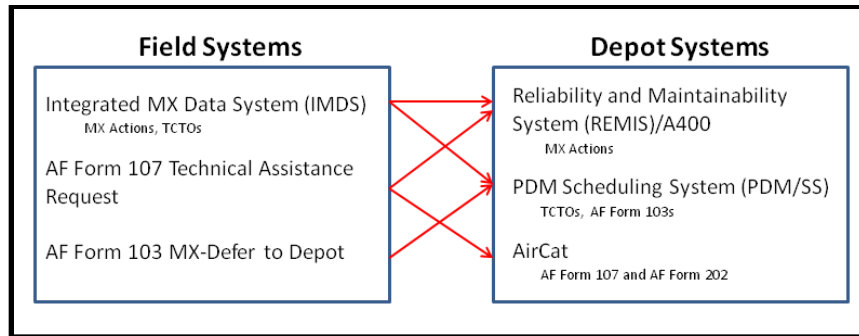 Field Systems
Integrated MX Data System (IMDS)
MX Actions, TCTOs
AF Form 107 Technical Assistance
Request
AF Form 103 MX-Defer to Depot
Depot Systems
Reliability and Maintainability
System (REMIS)/A400
MX Actions
PDM Scheduling System (PDM/SS)
TCTOs, AF Form 103s
AirCat
AF Form 107 and AF Form 202